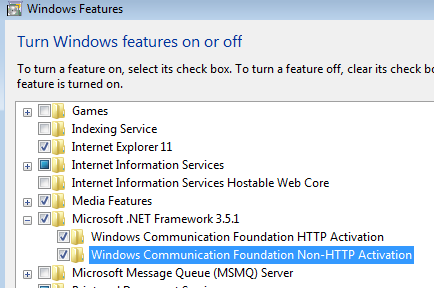 Windows Features
Turn Windows features on or off
To turn a feature on, select its check box. To turn a feature off, clear its check
feature is turned on.
Games
Indexing Service
Internet Explorer 11
Internet Information Services
Internet Information Services Hostable Web Core
Media Features
Microsoft .NET Framework 3.5.1
Windows Communication Foundation HTTP Activation
Windows Communication Foundation Non-HTTP Activation
Microsoft Message Queue (MSMQ) Server